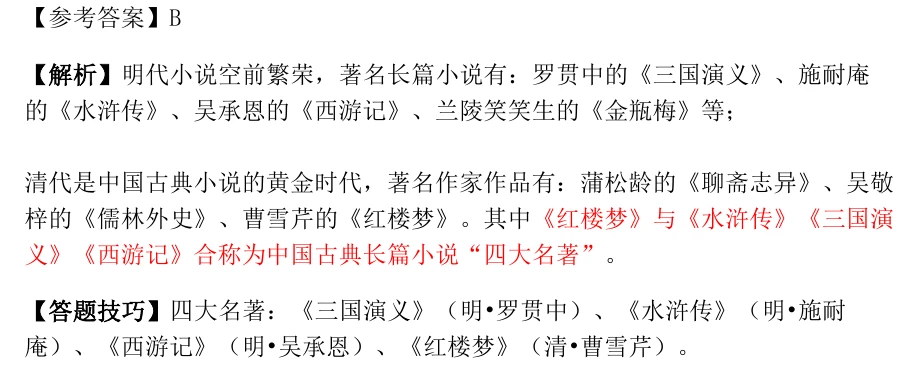 【参考答案】B
【解析】明代小说空前繁荣，著名长篇小说有：罗贯中的《三国演义》、施耐庵
的《水浒传》、吴承恩的《西游记》、兰陵笑笑生的《金瓶梅》等；
清代是中国古典小说的黄金时代，著名作家作品有：蒲松龄的《聊斋志异》、吴敬
梓的《儒林外史》、曹雪芹的《红楼梦》。其中《红楼梦》与《水浒传》《三国演
义》《西游记》合称为中国古典长篇小说“四大名著”。
【答题技巧】四大名著：《三国演义》（明•罗贯中）、《水浒传》（明•施耐
庵）、《西游记》（明•吴承恩）、《红楼梦》（清•曹雪芹）。